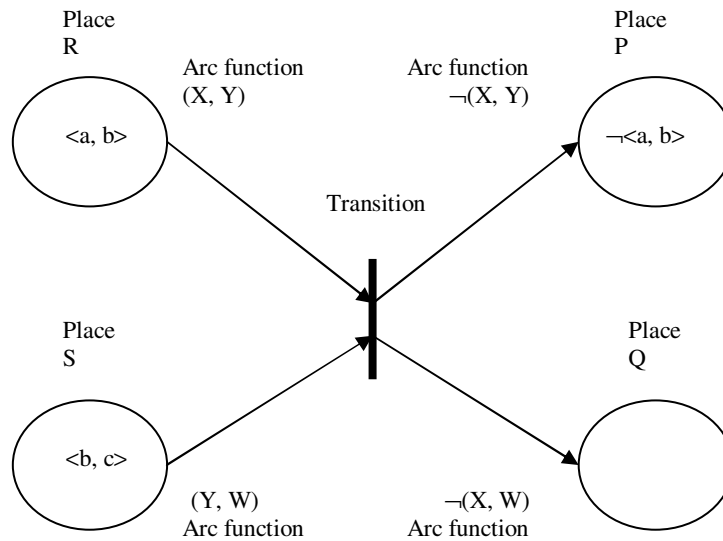 Place
R
Arc function
(X, Y)
Arc function
¬(X, Y)
Place
P
<a, b>
¬<a, b>
Transition
Place
S
Place
Q
<b, c>
(Y, W)
Arc function
¬(X, W)
Arc function